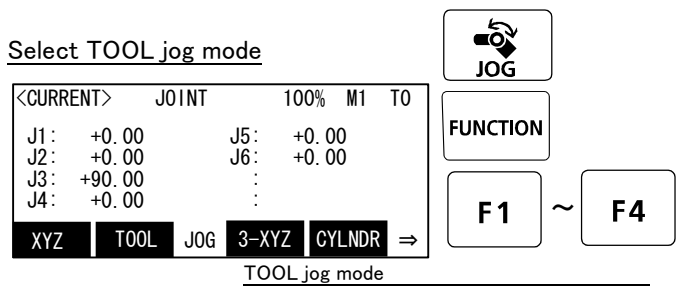 Select TOOL jog mode
JOG
<CURRENT> JOINT 100% M1 T0
J1: +0.00 J5: +0.00
J2: +0.00 J6: +0.00
J3: +90.00 :
J4: +0.00 :
XYZ TOOL JOG 3-XYZ CYLNDR ⇒
FUNCTION
F1 ~ F4
TOOL jog mode